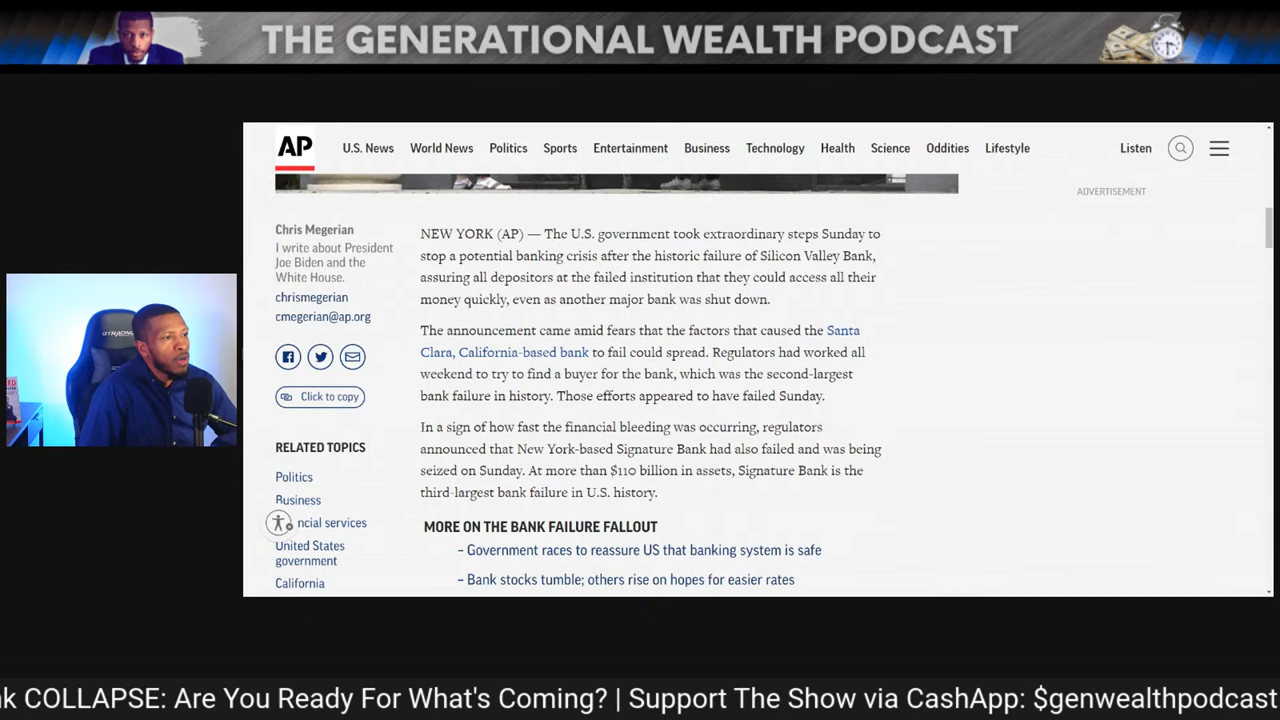 THE GENERATIONAL WEALTH PODCAST
AP
U.S. News World News Politics Sports Entertainment Business Technology Health Science Oddities Lifestyle Listen
ADVERTISEMENT
Chris Megerian
I write about President
Joe Biden and the
White House.
chrismegerian
cmegerian@ap.org
Click to copy
RELATED TOPICS
Politics
Business
ncial services
United States
government
California
NEW YORK (AP) — The U.S. government took extraordinary steps Sunday to
stop a potential banking crisis after the historic failure of Silicon Valley Bank,
assuring all depositors at the failed institution that they could access all their
money quickly, even as another major bank was shut down.
The announcement came amid fears that the factors that caused the Santa
Clara, California-based bank to fail could spread. Regulators had worked all
weekend to try to find a buyer for the bank, which was the second-largest
bank failure in history. Those efforts appeared to have failed Sunday.
In a sign of how fast the financial bleeding was occurring, regulators
announced that New York-based Signature Bank had also failed and was being
seized on Sunday. At more than $110 billion in assets, Signature Bank is the
third-largest bank failure in U.S. history.
MORE ON THE BANK FAILURE FALLOUT
– Government races to reassure US that banking system is safe
– Bank stocks tumble; others rise on hopes for easier rates
nk COLLAPSE: Are You Ready For What's Coming? | Support The Show via CashApp: $genwealthpodcast